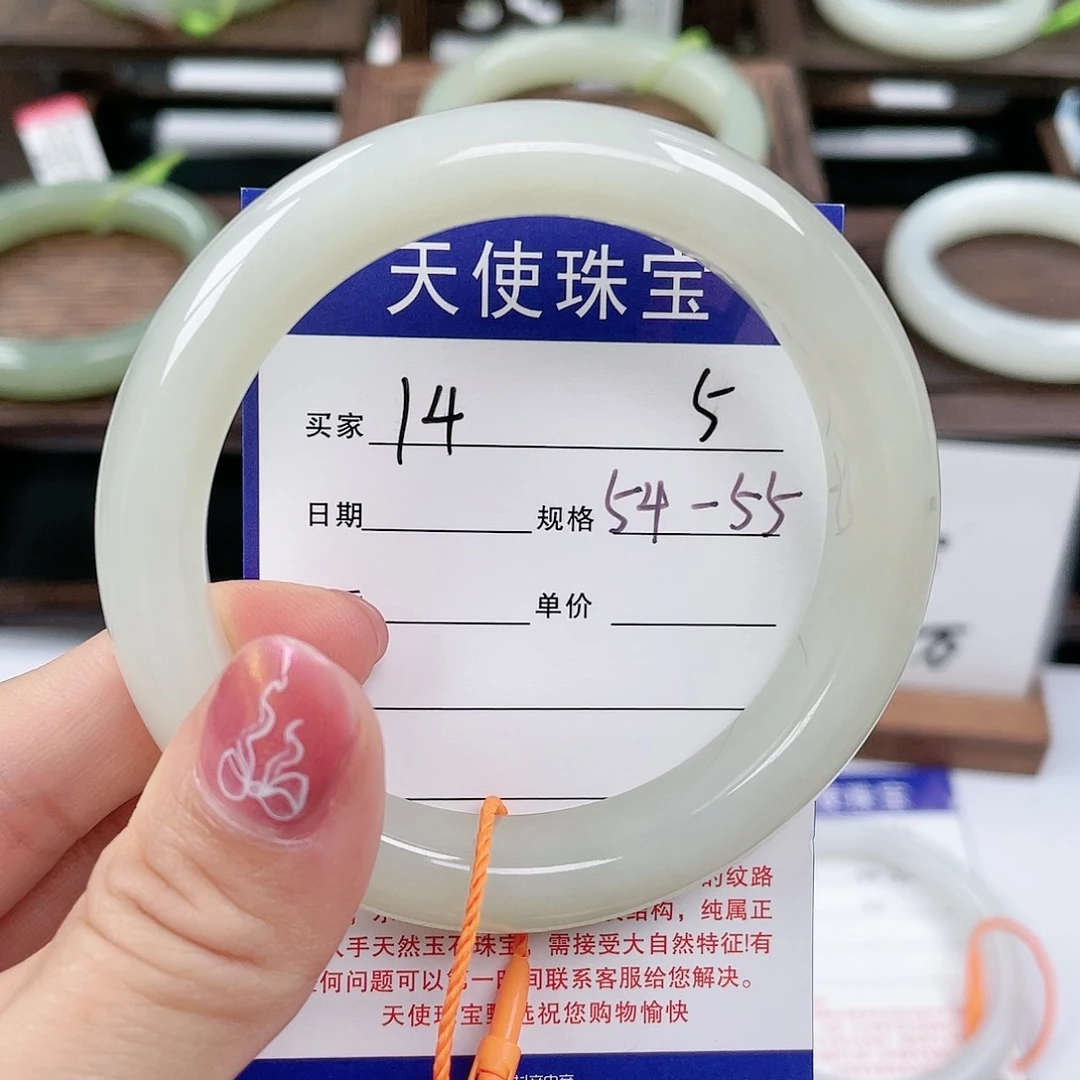 天使珠宝
买家 14 5
日期 规格 54-55
单价
的纹路
结构，纯属正
手天然玉石珠宝，需接受大自然特征!有
何问题可以第一时间联系客服给您解决。
天使珠宝甄选祝您购物愉快